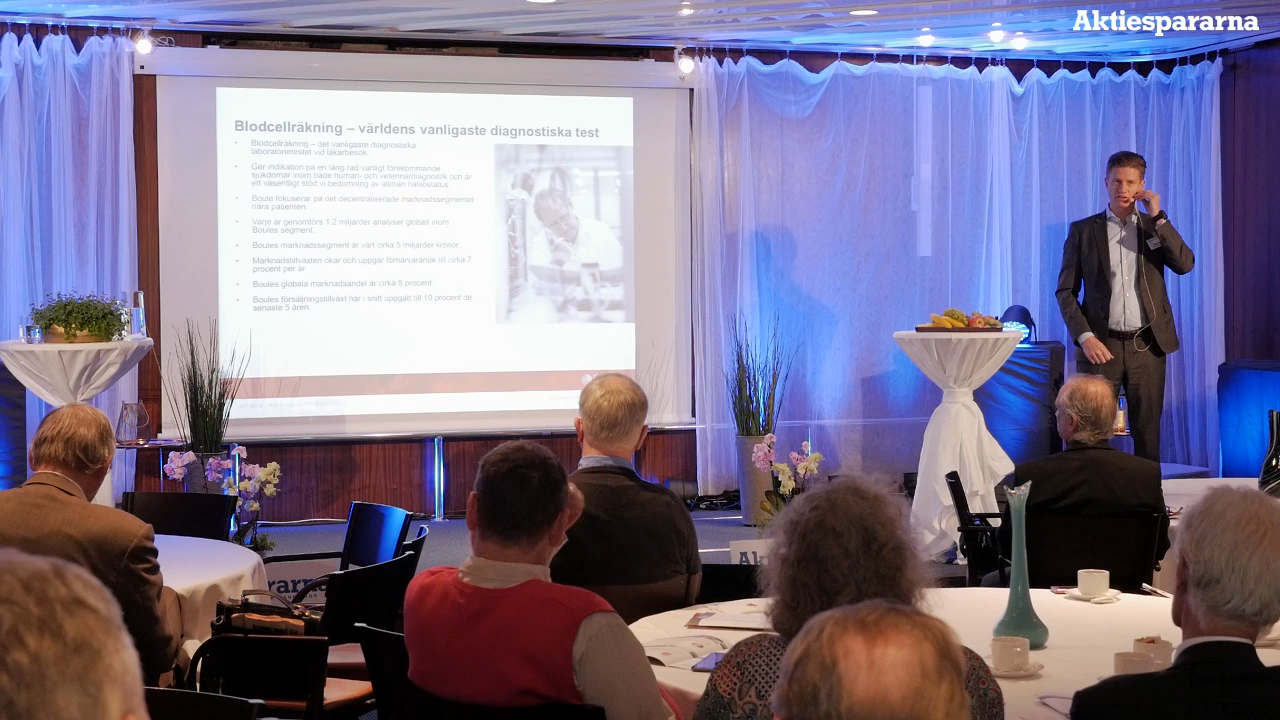 Aktiespararna
Blodcellräkning – världens vanligaste diagnostiska test
Blodcellräkning – det vanligaste diagnostiska
laboratorietestet vid läkarbesök.
Ger indikation på en lång rad vanligt förekommande
sjukdomar inom både human- och veterinärdiagnostik och är
ett väsentligt stöd vi bedömning av allmän hälsostatus.
Boule fokuserar på det decentraliserade marknadssegmentet
nära patienten.
Varje år genomförs 1,2 miljarder analyser globalt inom
Boules segment.
Boules marknadssegment är värt cirka 5 miljarder kronor.
Marknadstillväxten ökar och uppgår förnärvarande till cirka 7
procent per år.
Boules globala marknadsandel är cirka 8 procent.
Boules försäljningstillväxt har i snitt uppgått till 10 procent de
senaste 5 åren.
rarna